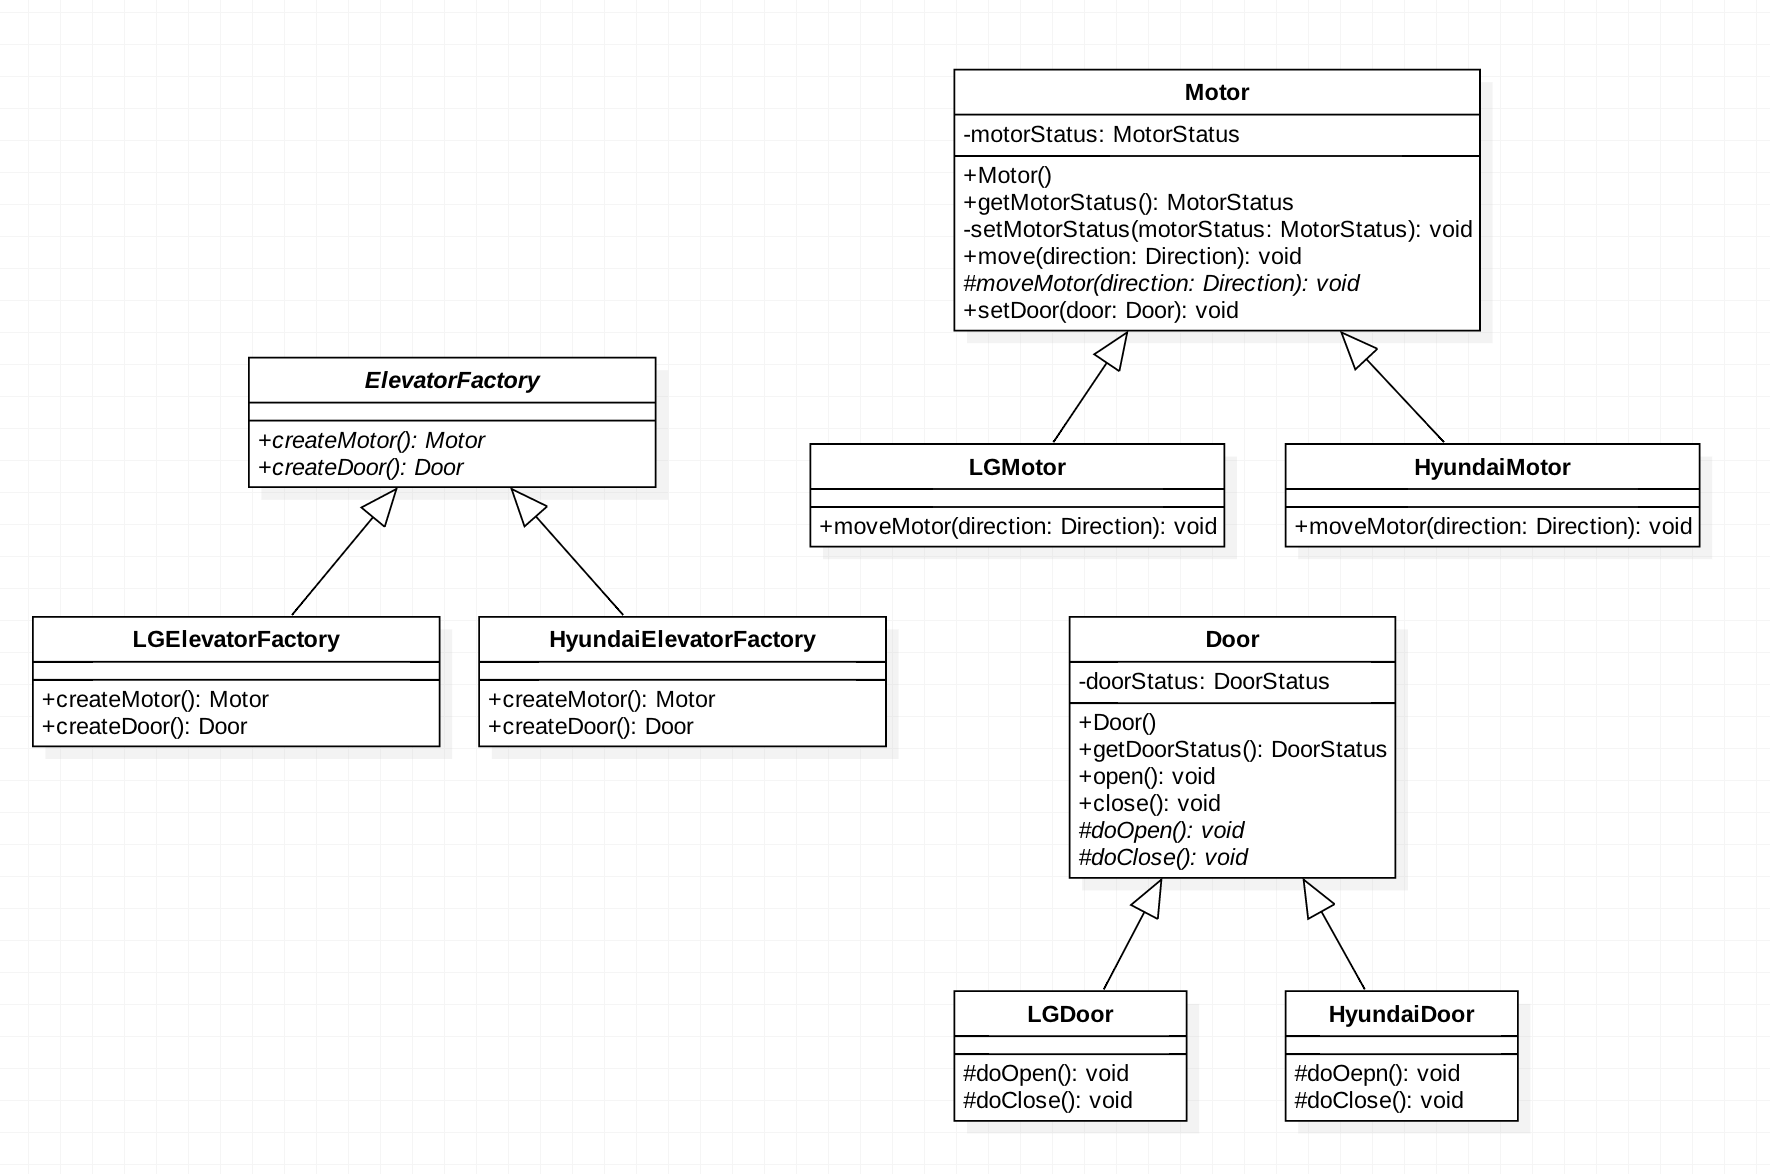 Motor
-motorStatus: MotorStatus
+Motor()
+getMotorStatus(): MotorStatus
-setMotorStatus(motorStatus: MotorStatus): void
+move(direction: Direction): void
#moveMotor(direction: Direction): void
+setDoor(door: Door): void
ElevatorFactory
+createMotor(): Motor
+createDoor(): Door
LGMotor
+moveMotor(direction: Direction): void
HyundaiMotor
+moveMotor(direction: Direction): void
LGElevatorFactory
+createMotor(): Motor
+createDoor(): Door
HyundaiElevatorFactory
+createMotor(): Motor
+createDoor(): Door
Door
-doorStatus: DoorStatus
+Door()
+getDoorStatus(): DoorStatus
+open(): void
+close(): void
#doOpen(): void
#doClose(): void
LGDoor
#doOpen(): void
#doClose(): void
HyundaiDoor
#doOepn(): void
#doClose(): void